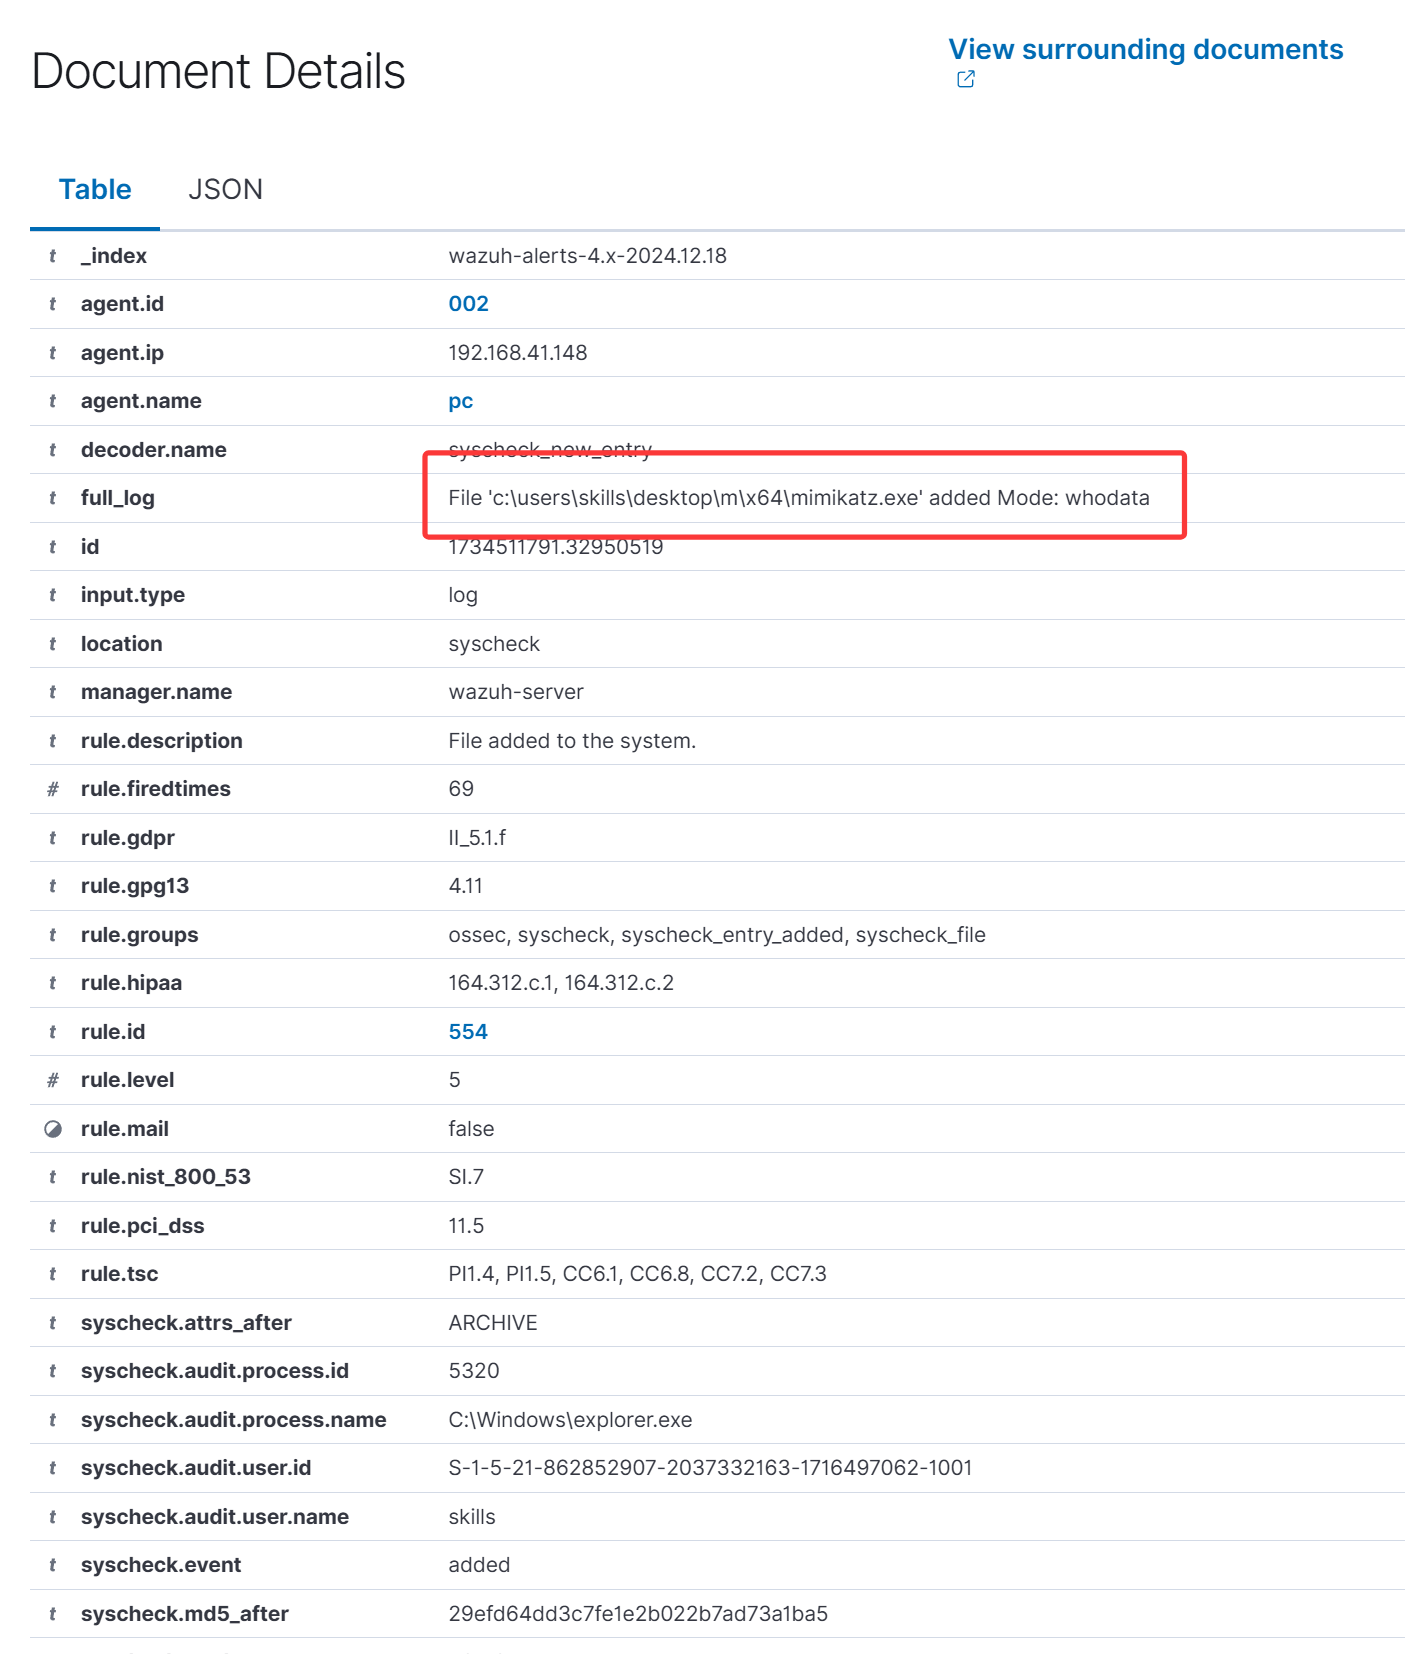 Document Details
View surrounding documents
Table JSON
t _index wazuh-alerts-4.x-2024.12.18
t agent.id 002
t agent.ip 192.168.41.148
t agent.name pc
t decoder.name syscheck_new_entry
t full_log File 'c:\users\skills\desktop\m\x64\mimikatz.exe' added Mode: whodata
t id 1734511791.32950519
t input.type log
t location syscheck
t manager.name wazuh-server
t rule.description File added to the system.
# rule.firedtimes 69
t rule.gdpr II_5.1.f
t rule.gpg13 4.11
t rule.groups ossec, syscheck, syscheck_entry_added, syscheck_file
t rule.hipaa 164.312.c.1, 164.312.c.2
t rule.id 554
# rule.level 5
rule.mail false
t rule.nist_800_53 SI.7
t rule.pci_dss 11.5
t rule.tsc PI1.4, PI1.5, CC6.1, CC6.8, CC7.2, CC7.3
t syscheck.attrs_after ARCHIVE
t syscheck.audit.process.id 5320
t syscheck.audit.process.name C:\Windows\explorer.exe
t syscheck.audit.user.id S-1-5-21-862852907-2037332163-1716497062-1001
t syscheck.audit.user.name skills
t syscheck.event added
t syscheck.md5_after 29efd64dd3c7fe1e2b022b7ad73a1ba5